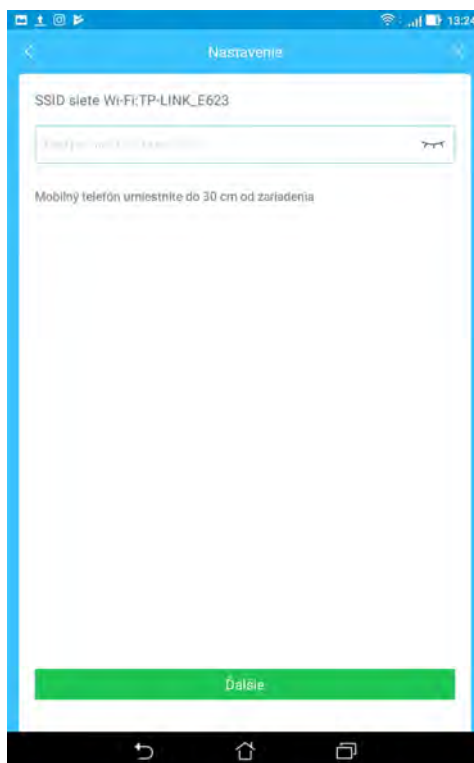 13:24
Nastavenie
SSID siete Wi-Fi:TP-LINK_E623
Mobilný telefón umiestnite do 30 cm od zariadenia
Ďalšie